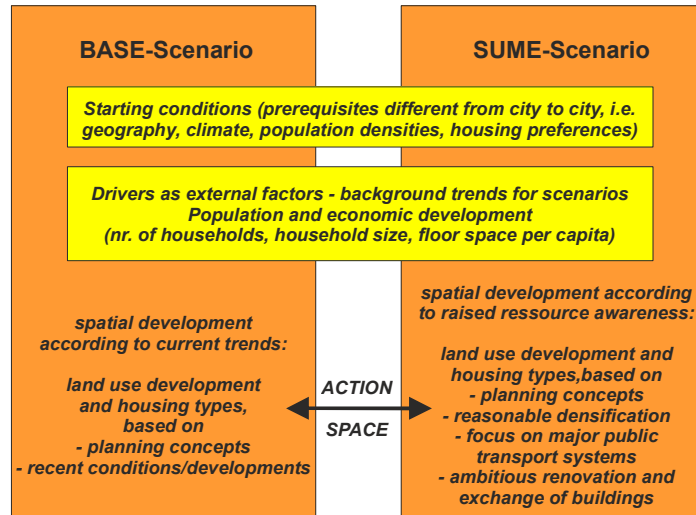 BASE-Scenario
SUME-Scenario
Starting conditions (prerequisites different from city to city, i.e.
geography, climate, population densities, housing preferences)
Drivers as external factors - background trends for scenarios
Population and economic development
(nr. of households, household size, floor space per capita)
spatial development
according to current trends:
land use development
and housing types,
based on
- planning concepts
- recent conditions/developments
ACTION
SPACE
spatial development according
to raised ressource awareness:
land use development and
housing types,based on
- planning concepts
- reasonable densification
- focus on major public
transport systems
- ambitious renovation and
exchange of buildings